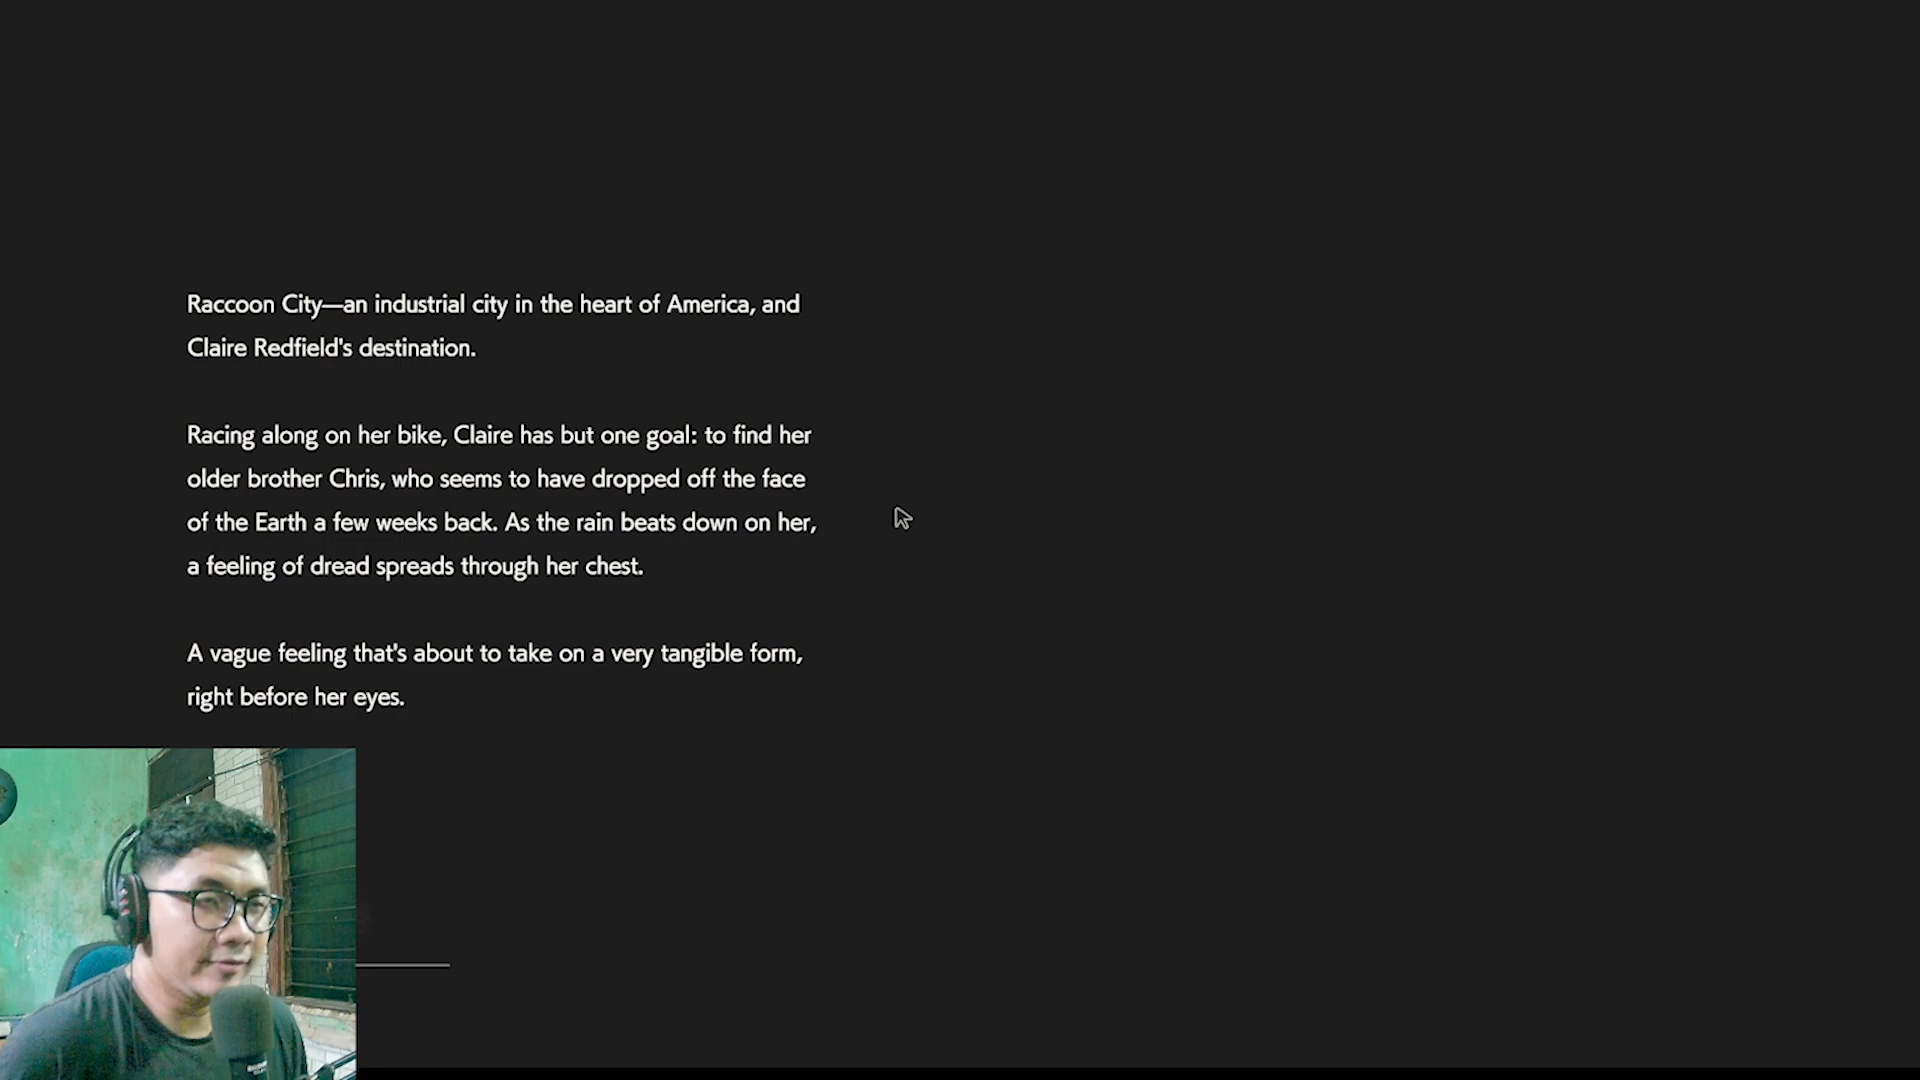 Raccoon City—an industrial city in the heart of America, and
Claire Redfield's destination.
Racing along on her bike, Claire has but one goal: to find her
older brother Chris, who seems to have dropped off the face
of the Earth a few weeks back. As the rain beats down on her,
a feeling of dread spreads through her chest.
A vague feeling that's about to take on a very tangible form,
right before her eyes.